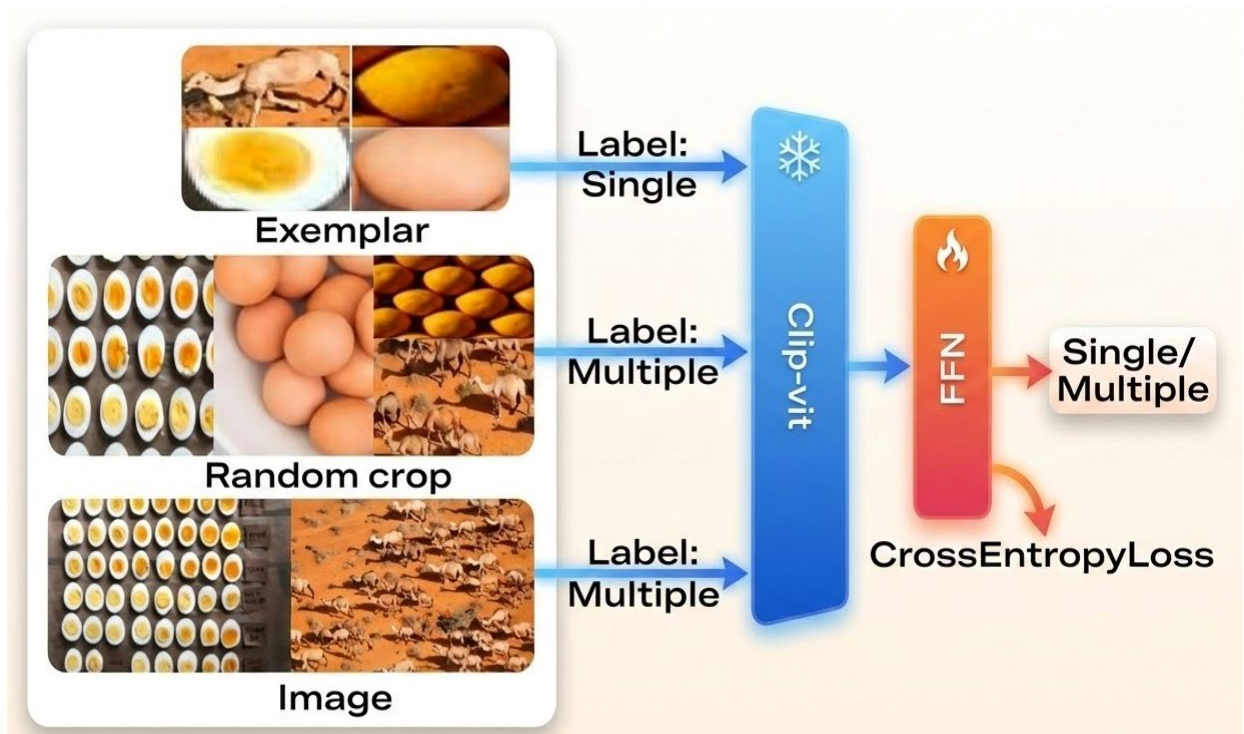 Exemplar
Random crop
Image
Label:
Single
Label:
Multiple
Label:
Multiple
Clip-vit
FFN
Single/
Multiple
CrossEntropyLoss